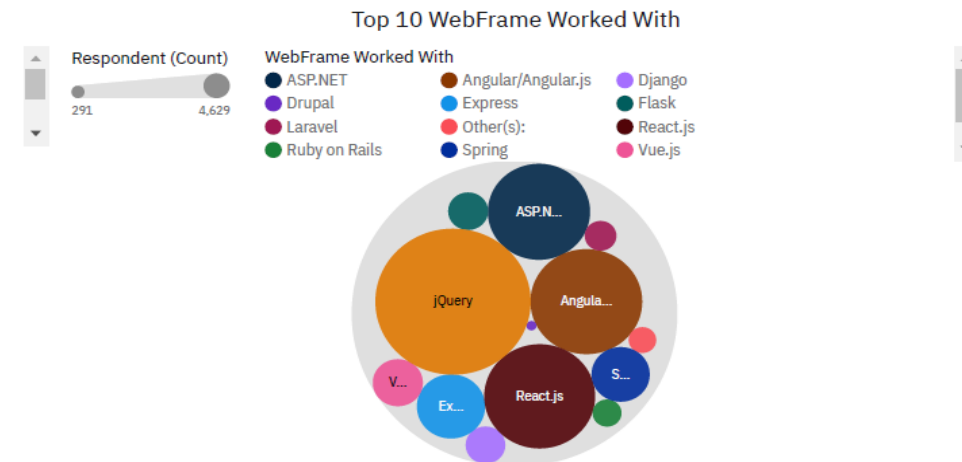 Top 10 WebFrame Worked With
Respondent (Count)
291 4,629
WebFrame Worked With
ASP.NET Angular/Angular.js Django
Drupal Express Flask
Laravel Other(s): React.js
Ruby on Rails Spring Vue.js
ASP.N...
jQuery Angula...
S...
V...
React.js
Ex...